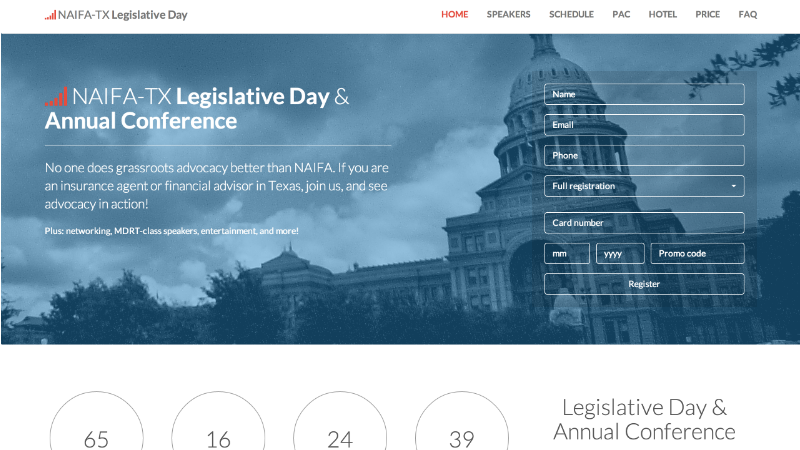 NAIFA-TX Legislative Day
HOME SPEAKERS SCHEDULE PAC HOTEL PRICE FAQ
NAIFA-TX Legislative Day &
Annual Conference
No one does grassroots advocacy better than NAIFA. If you are
an insurance agent or financial advisor in Texas, join us, and see
advocacy in action!
Plus: networking, MDRT-class speakers, entertainment, and more!
Name
Email
Phone
Full registration
Card number
mm yyyy Promo code
Register
65 16 24 39
Legislative Day &
Annual Conference